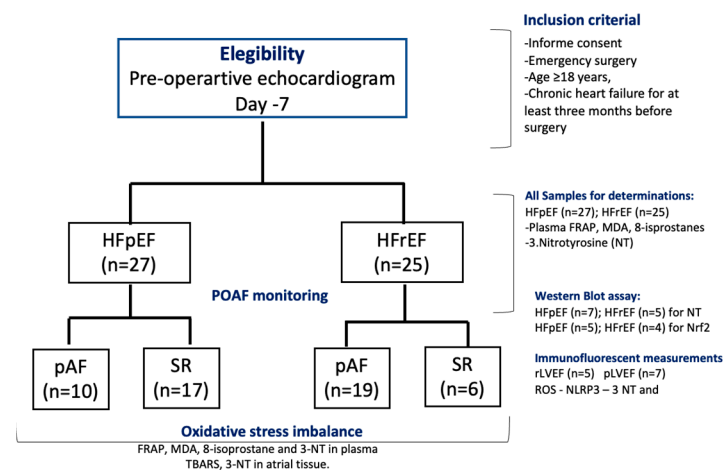 Inclusion criterial
-Informe consent
-Emergency surgery
-Age ≥18 years,
-Chronic heart failure for at
least three months before
surgery
Elegibility
Pre-operartive echocardiogram
Day -7
HFpEF
(n=27)
HFrEF
(n=25)
All Samples for determinations:
HFpEF (n=27); HFrEF (n=25)
-Plasma FRAP, MDA, 8-isprostanes
-3.Nitrotyrosine (NT)
POAF monitoring
Western Blot assay:
HFpEF (n=7); HFrEF (n=5) for NT
HFpEF (n=5); HFrEF (n=4) for Nrf2
pAF
(n=10)
SR
(n=17)
pAF
(n=19)
SR
(n=6)
Immunofluorescent measurements
rLVEF (n=5) pLVEF (n=7)
ROS - NLRP3 – 3 NT and
Oxidative stress imbalance
FRAP, MDA, 8-isoprostane and 3-NT in plasma
TBARS, 3-NT in atrial tissue.